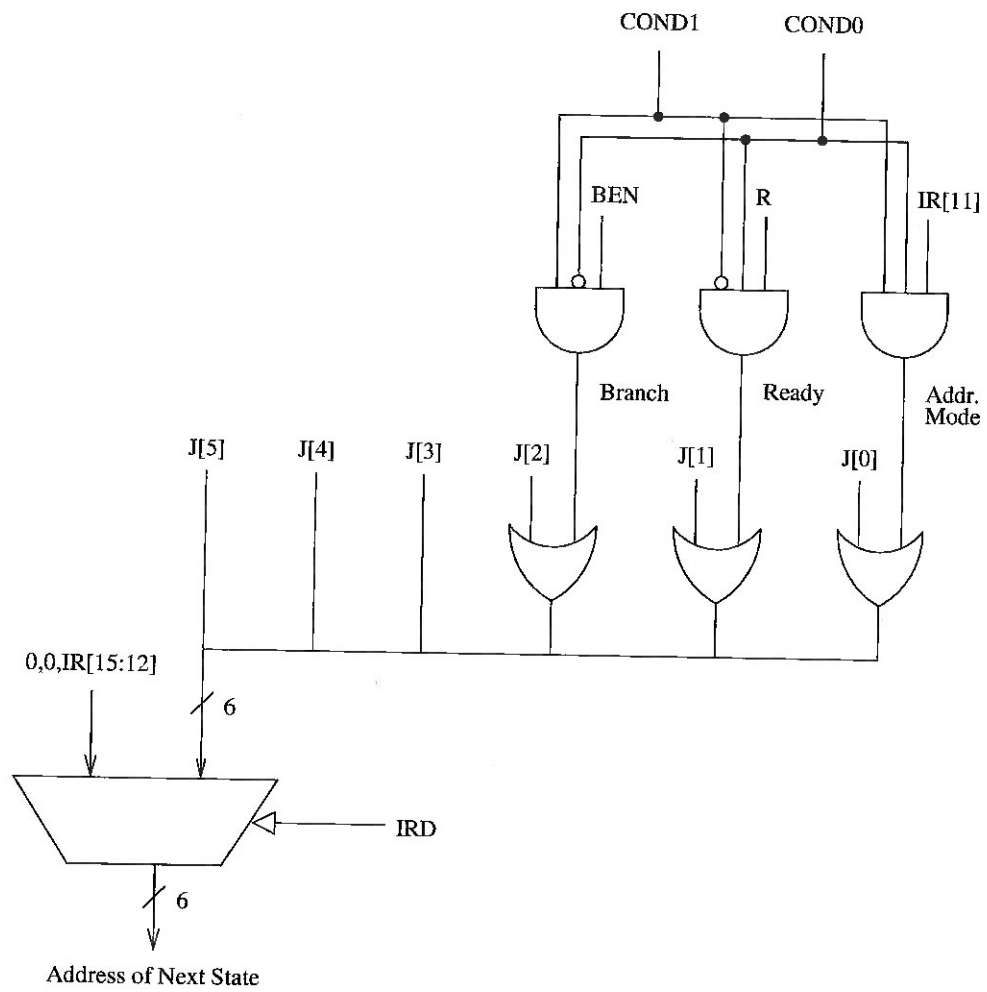 COND1 COND0
BEN R IR[11]
Branch Ready Addr.
Mode
J[5] J[4] J[3] J[2] J[1] J[0]
0,0,IR[15:12]
6
IRD
6
Address of Next State